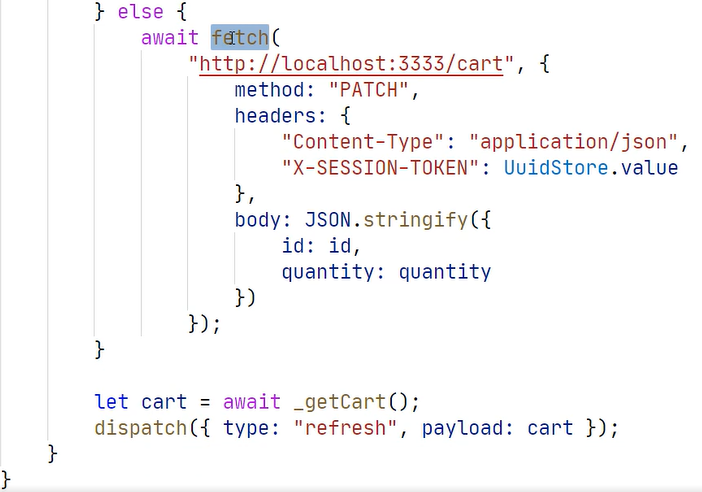 } else {
await fetch(
"http://localhost:3333/cart", {
method: "PATCH",
headers: {
"Content-Type": "application/json",
"X-SESSION-TOKEN": UuidStore.value
},
body: JSON.stringify({
id: id,
quantity: quantity
})
});
}
let cart = await _getCart();
dispatch({ type: "refresh", payload: cart });
}
}